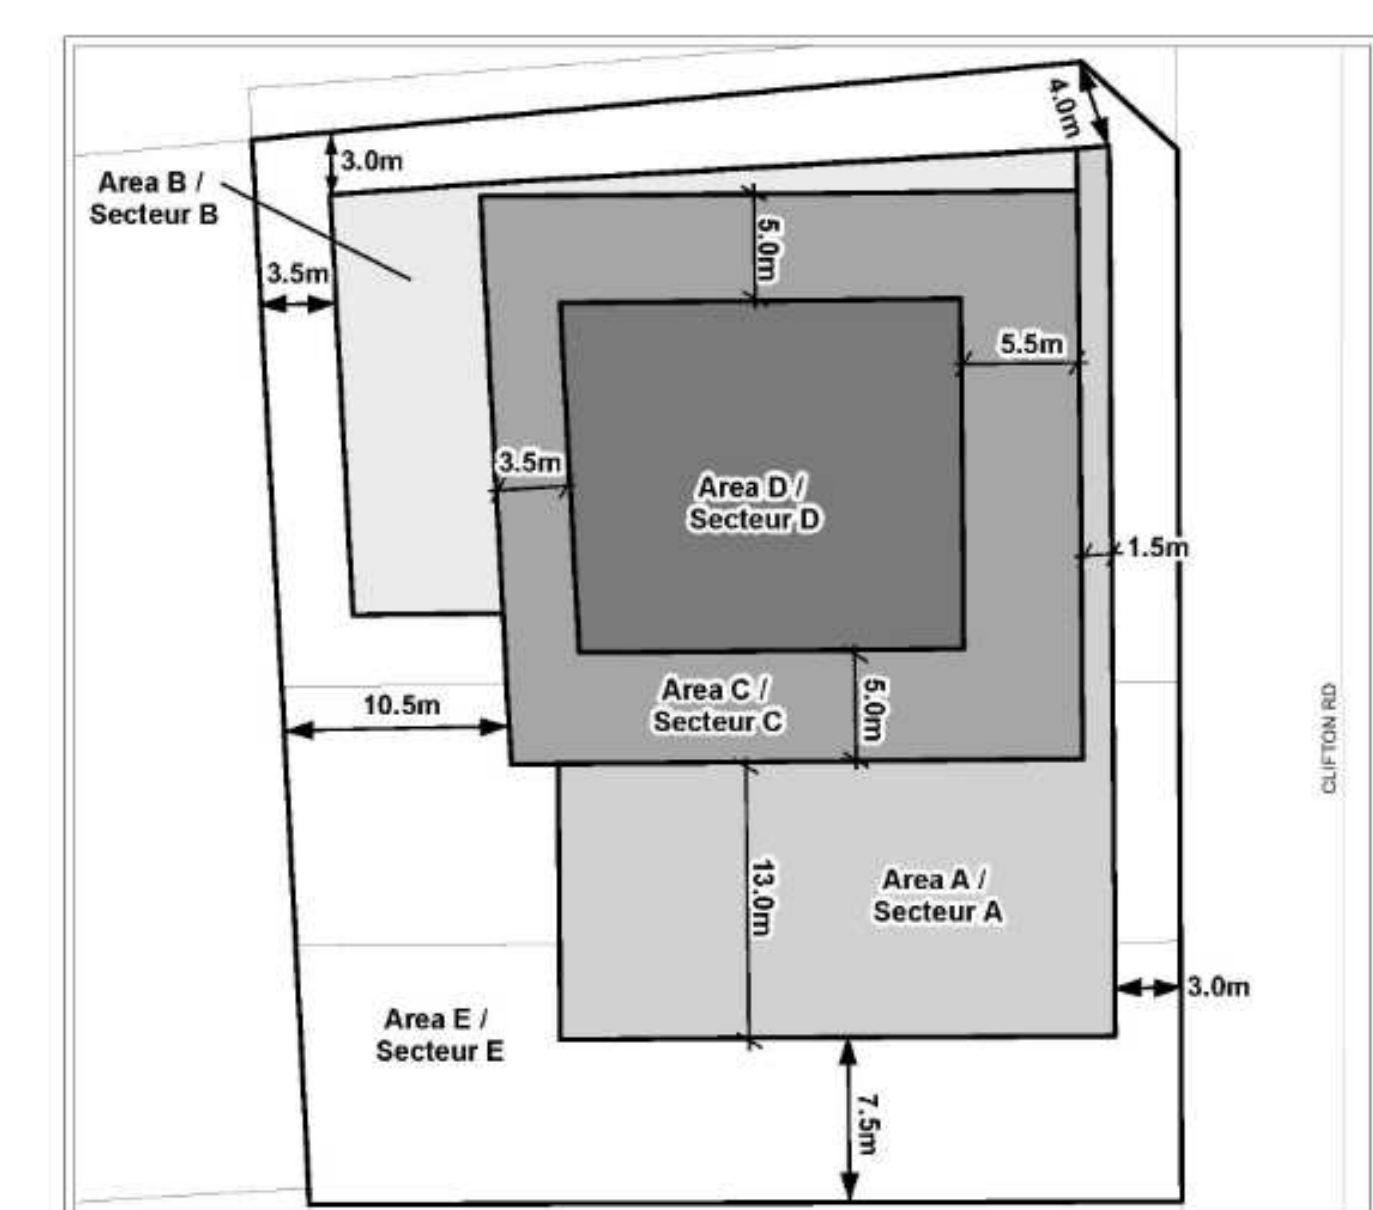 4.0m
3.0m
Area B /
Secteur B
5.0m
3.5m
5.5m
3.5m
Area D /
Secteur D
1.5m
Area C /
Secteur C
5.0m
10.5m
CLIFTON RD
13.0m
Area A /
Secteur A
3.0m
Area E /
Secteur E
7.5m